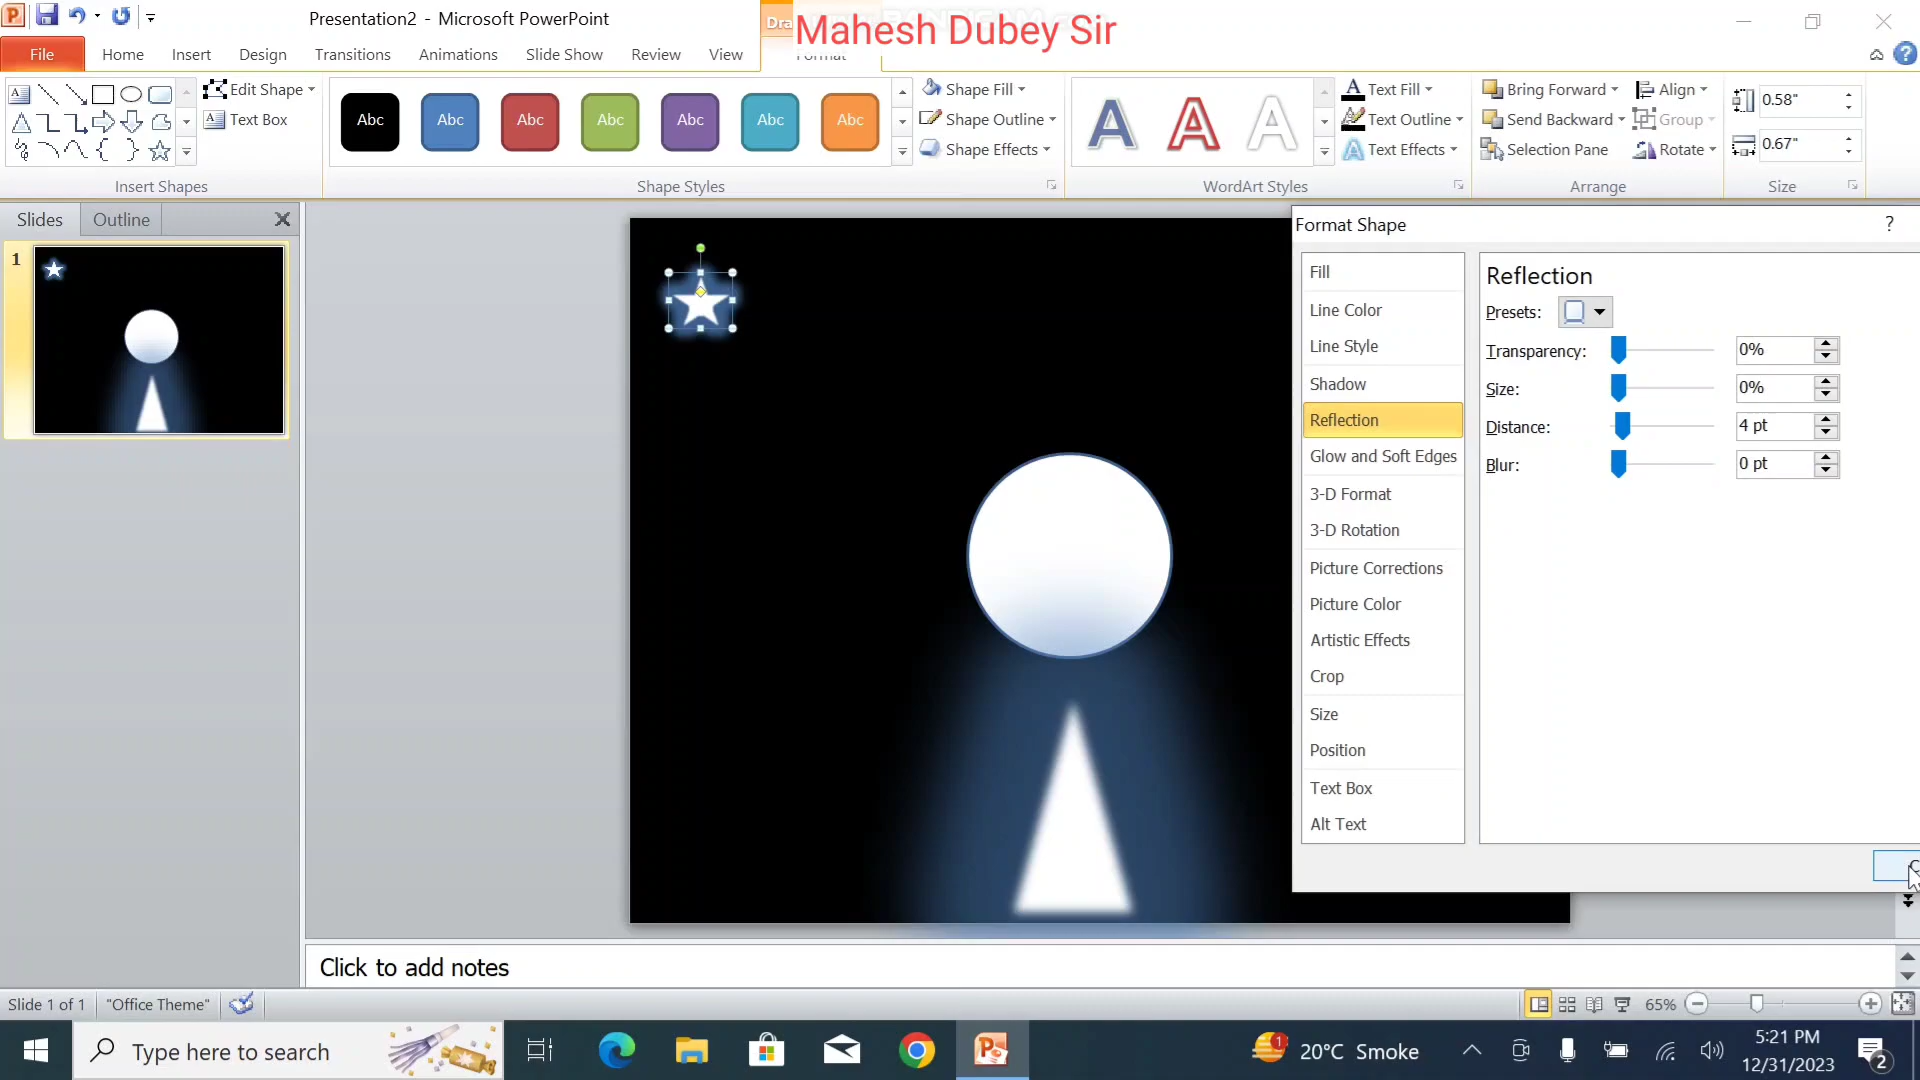 Presentation2 - Microsoft PowerPoint
Mahesh Dubey Sir
File Home Insert Design Transitions Animations Slide Show Review View Format
Edit Shape
Text Box
Insert Shapes
Abc Abc Abc Abc Abc Abc Abc
Shape Fill
Shape Outline
Shape Effects
Shape Styles
A A A
Text Fill
Text Outline
Text Effects
WordArt Styles
Bring Forward
Send Backward
Selection Pane
Align
Group
Rotate
Arrange
0.58"
0.67"
Size
Slides Outline
1
Format Shape
?
Fill
Line Color
Line Style
Shadow
Reflection
Glow and Soft Edges
3-D Format
3-D Rotation
Picture Corrections
Picture Color
Artistic Effects
Crop
Size
Position
Text Box
Alt Text
Reflection
Presets:
Transparency: 0%
Size: 0%
Distance: 4 pt
Blur: 0 pt
Click to add notes
Slide 1 of 1 "Office Theme" 65%
Type here to search
1
20°C Smoke
5:21 PM
12/31/2023
2